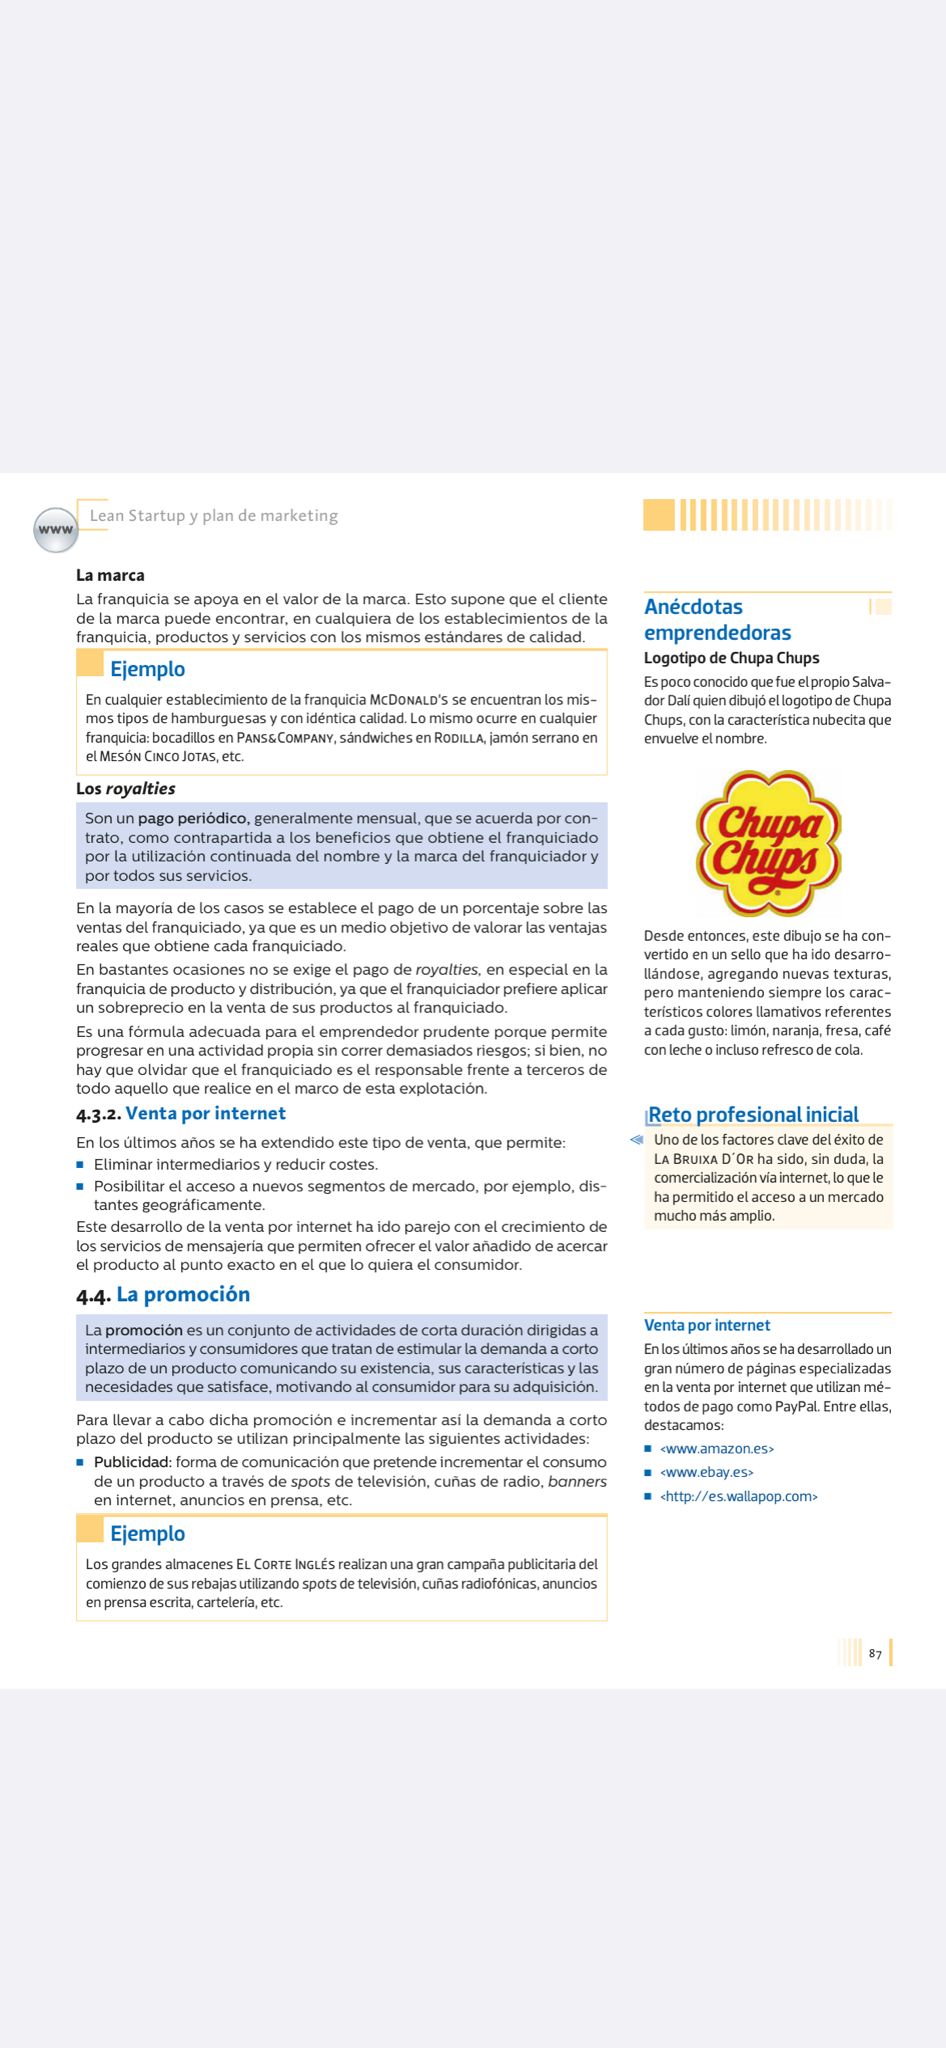 www
Lean Startup y plan de marketing
La marca
La franquicia se apoya en el valor de la marca. Esto supone que el cliente
de la marca puede encontrar, en cualquiera de los establecimientos de la
franquicia, productos y servicios con los mismos estándares de calidad.
Ejemplo
En cualquier establecimiento de la franquicia McDonald's se encuentran los mis-
mos tipos de hamburguesas y con idéntica calidad. Lo mismo ocurre en cualquier
franquicia: bocadillos en Pans&Company, sándwiches en Rodilla, jamón serrano en
el Mesón Cinco Jotas, etc.
Los royalties
Son un pago periódico, generalmente mensual, que se acuerda por con-
trato, como contrapartida a los beneficios que obtiene el franquiciado
por la utilización continuada del nombre y la marca del franquiciador y
por todos sus servicios.
En la mayoría de los casos se establece el pago de un porcentaje sobre las
ventas del franquiciado, ya que es un medio objetivo de valorar las ventajas
reales que obtiene cada franquiciado.
En bastantes ocasiones no se exige el pago de royalties, en especial en la
franquicia de producto y distribución, ya que el franquiciador prefiere aplicar
un sobreprecio en la venta de sus productos al franquiciado.
Es una fórmula adecuada para el emprendedor prudente porque permite
progresar en una actividad propia sin correr demasiados riesgos; si bien, no
hay que olvidar que el franquiciado es el responsable frente a terceros de
todo aquello que realice en el marco de esta explotación.
4.3.2. Venta por internet
En los últimos años se ha extendido este tipo de venta, que permite:
■ Eliminar intermediarios y reducir costes.
■ Posibilitar el acceso a nuevos segmentos de mercado, por ejemplo, dis-
tantes geográficamente.
Este desarrollo de la venta por internet ha ido parejo con el crecimiento de
los servicios de mensajería que permiten ofrecer el valor añadido de acercar
el producto al punto exacto en el que lo quiera el consumidor.
4.4. La promoción
La promoción es un conjunto de actividades de corta duración dirigidas a
intermediarios y consumidores que tratan de estimular la demanda a corto
plazo de un producto comunicando su existencia, sus características y las
necesidades que satisface, motivando al consumidor para su adquisición.
Para llevar a cabo dicha promoción e incrementar así la demanda a corto
plazo del producto se utilizan principalmente las siguientes actividades:
■ Publicidad: forma de comunicación que pretende incrementar el consumo
de un producto a través de spots de televisión, cuñas de radio, banners
en internet, anuncios en prensa, etc.
Ejemplo
Los grandes almacenes El Corte Inglés realizan una gran campaña publicitaria del
comienzo de sus rebajas utilizando spots de televisión, cuñas radiofónicas, anuncios
en prensa escrita, cartelería, etc.
Anécdotas
emprendedoras
Logotipo de Chupa Chups
Es poco conocido que fue el propio Salva-
dor Dalí quien dibujó el logotipo de Chupa
Chups, con la característica nubecita que
envuelve el nombre.
Chupa
Chups
Desde entonces, este dibujo se ha con-
vertido en un sello que ha ido desarro-
llándose, agregando nuevas texturas,
pero manteniendo siempre los carac-
terísticos colores llamativos referentes
a cada gusto: limón, naranja, fresa, café
con leche o incluso refresco de cola.
Reto profesional inicial
Uno de los factores clave del éxito de
La Bruixa D´Or ha sido, sin duda, la
comercialización vía internet, lo que le
ha permitido el acceso a un mercado
mucho más amplio.
Venta por internet
En los últimos años se ha desarrollado un
gran número de páginas especializadas
en la venta por internet que utilizan mé-
todos de pago como PayPal. Entre ellas,
destacamos:
■ <www.amazon.es>
■ <www.ebay.es>
■ <http://es.wallapop.com>
87